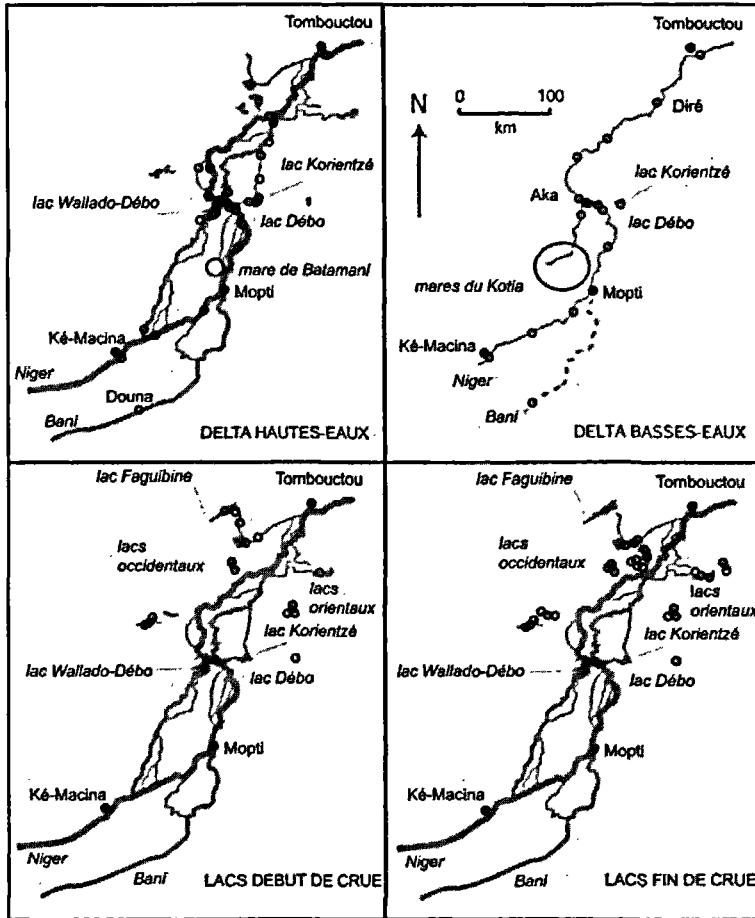 Tombouctou
lac Korientzé
lac Wallado-Débo
lac Débo
mare de Batamani
Mopti
Ké-Macina
Niger
Douna
Bani
DELTA HAUTES-EAUX
Tombouctou
N
0 100
km
Diré
lac Korientzé
Aka
lac Débo
mares du Kotia
Mopti
Ké-Macina
Niger
Bani
DELTA BASSES-EAUX
lac Faguibine
Tombouctou
lacs
occidentaux
lacs
orientaux
lac Korientzé
lac Wallado-Débo
lac Débo
Mopti
Ké-Macina
Niger
Bani
LACS DEBUT DE CRUE
lac Faguibine
Tombouctou
lacs
occidentaux
lacs
orientaux
lac Korientzé
lac Wallado-Débo
lac Débo
Mopti
Ké-Macina
Niger
Bani
LACS FIN DE CRUE